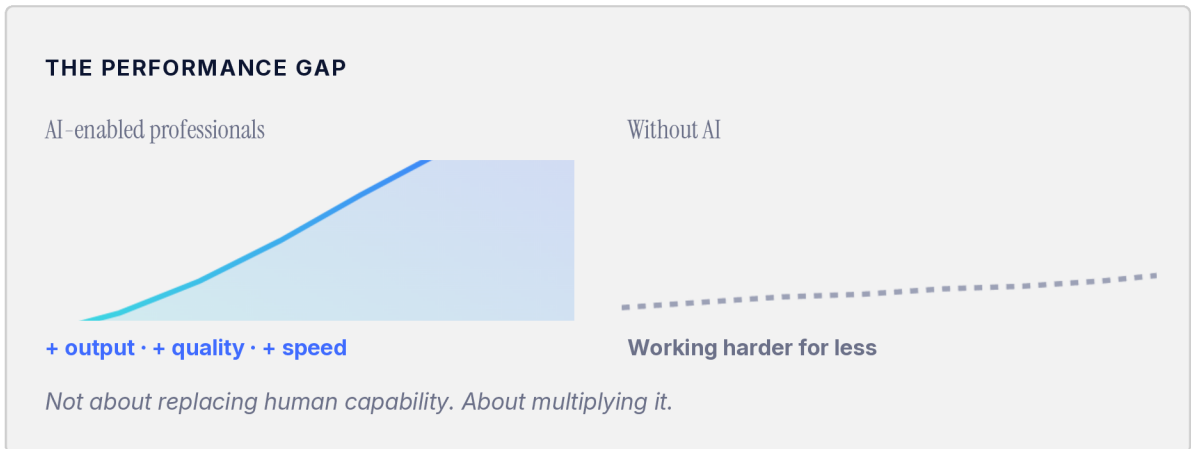 THE PERFORMANCE GAP
AI-enabled professionals
Without AI
+ output · + quality · + speed
Working harder for less
Not about replacing human capability. About multiplying it.